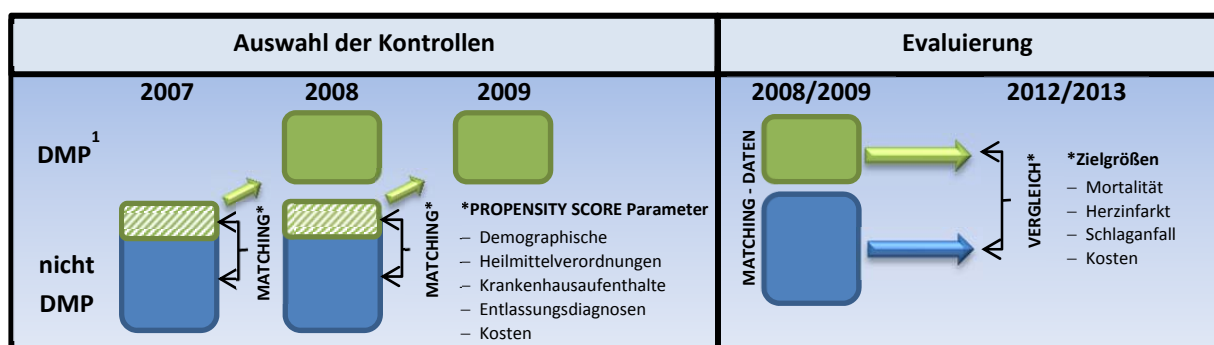 Auswahl der Kontrollen
2007 2008 2009
DMP1
MATCHING*
MATCHING*
nicht
DMP
*PROPENSITY SCORE Parameter
– Demographische
– Heilmittelverordnungen
– Krankenhausaufenthalte
– Entlassungsdiagnosen
– Kosten
Evaluierung
2008/2009 2012/2013
MATCHING - DATEN
VERGLEICH*
*Zielgrößen
– Mortalität
– Herzinfarkt
– Schlaganfall
– Kosten